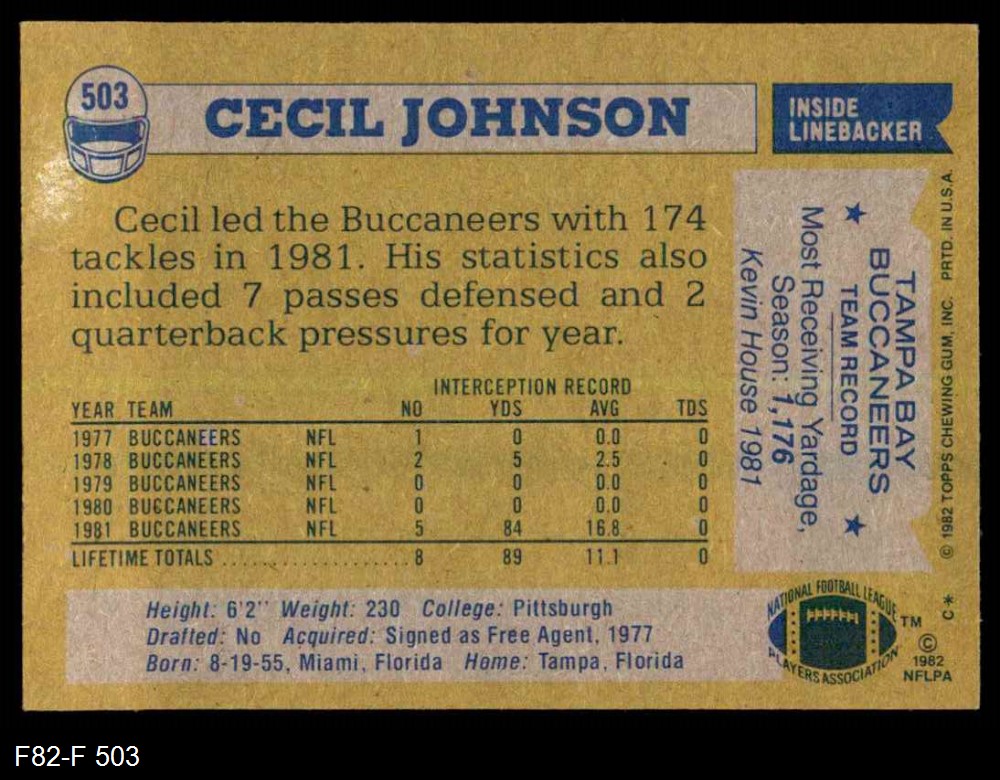 503
CECIL JOHNSON
INSIDE
LINEBACKER
Cecil led the Buccaneers with 174
tackles in 1981. His statistics also
included 7 passes defensed and 2
quarterback pressures for year.
INTERCEPTION RECORD
YEAR TEAM NO YDS AVG TDS
1977 BUCCANEERS NFL 1 0 0.0 0
1978 BUCCANEERS NFL 2 5 2.5 0
1979 BUCCANEERS NFL 0 0 0.0 0
1980 BUCCANEERS NFL 0 0 0.0 0
1981 BUCCANEERS NFL 5 84 16.8 0
LIFETIME TOTALS .................... 8 89 11.1 0
Height: 6'2" Weight: 230 College: Pittsburgh
Drafted: No Acquired: Signed as Free Agent, 1977
Born: 8-19-55, Miami, Florida Home: Tampa, Florida
TAMPA BAY
BUCCANEERS
★ TEAM RECORD ★
Most Receiving Yardage,
Season: 1,176
Kevin House 1981
© 1982 TOPPS CHEWING GUM, INC. PRTD. IN U.S.A.
C*
NATIONAL FOOTBALL LEAGUE
PLAYERS ASSOCIATION
TM
©
1982
NFLPA
F82-F 503